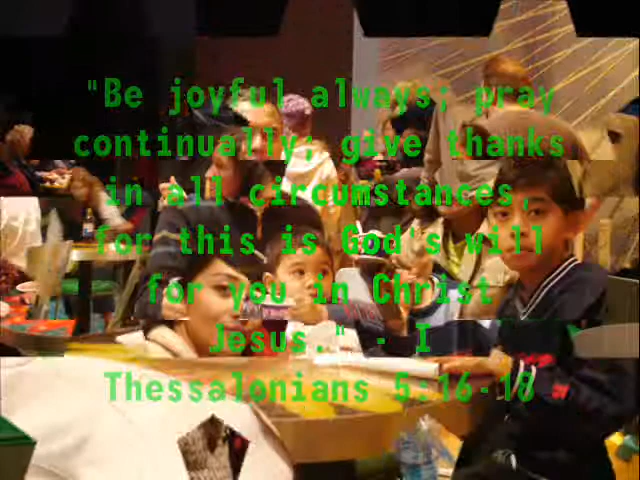 "Be joyful always; pray
continually; give thanks
in all circumstances,
for this is God's will
for you in Christ
Jesus." - I
Thessalonians 5:16-18